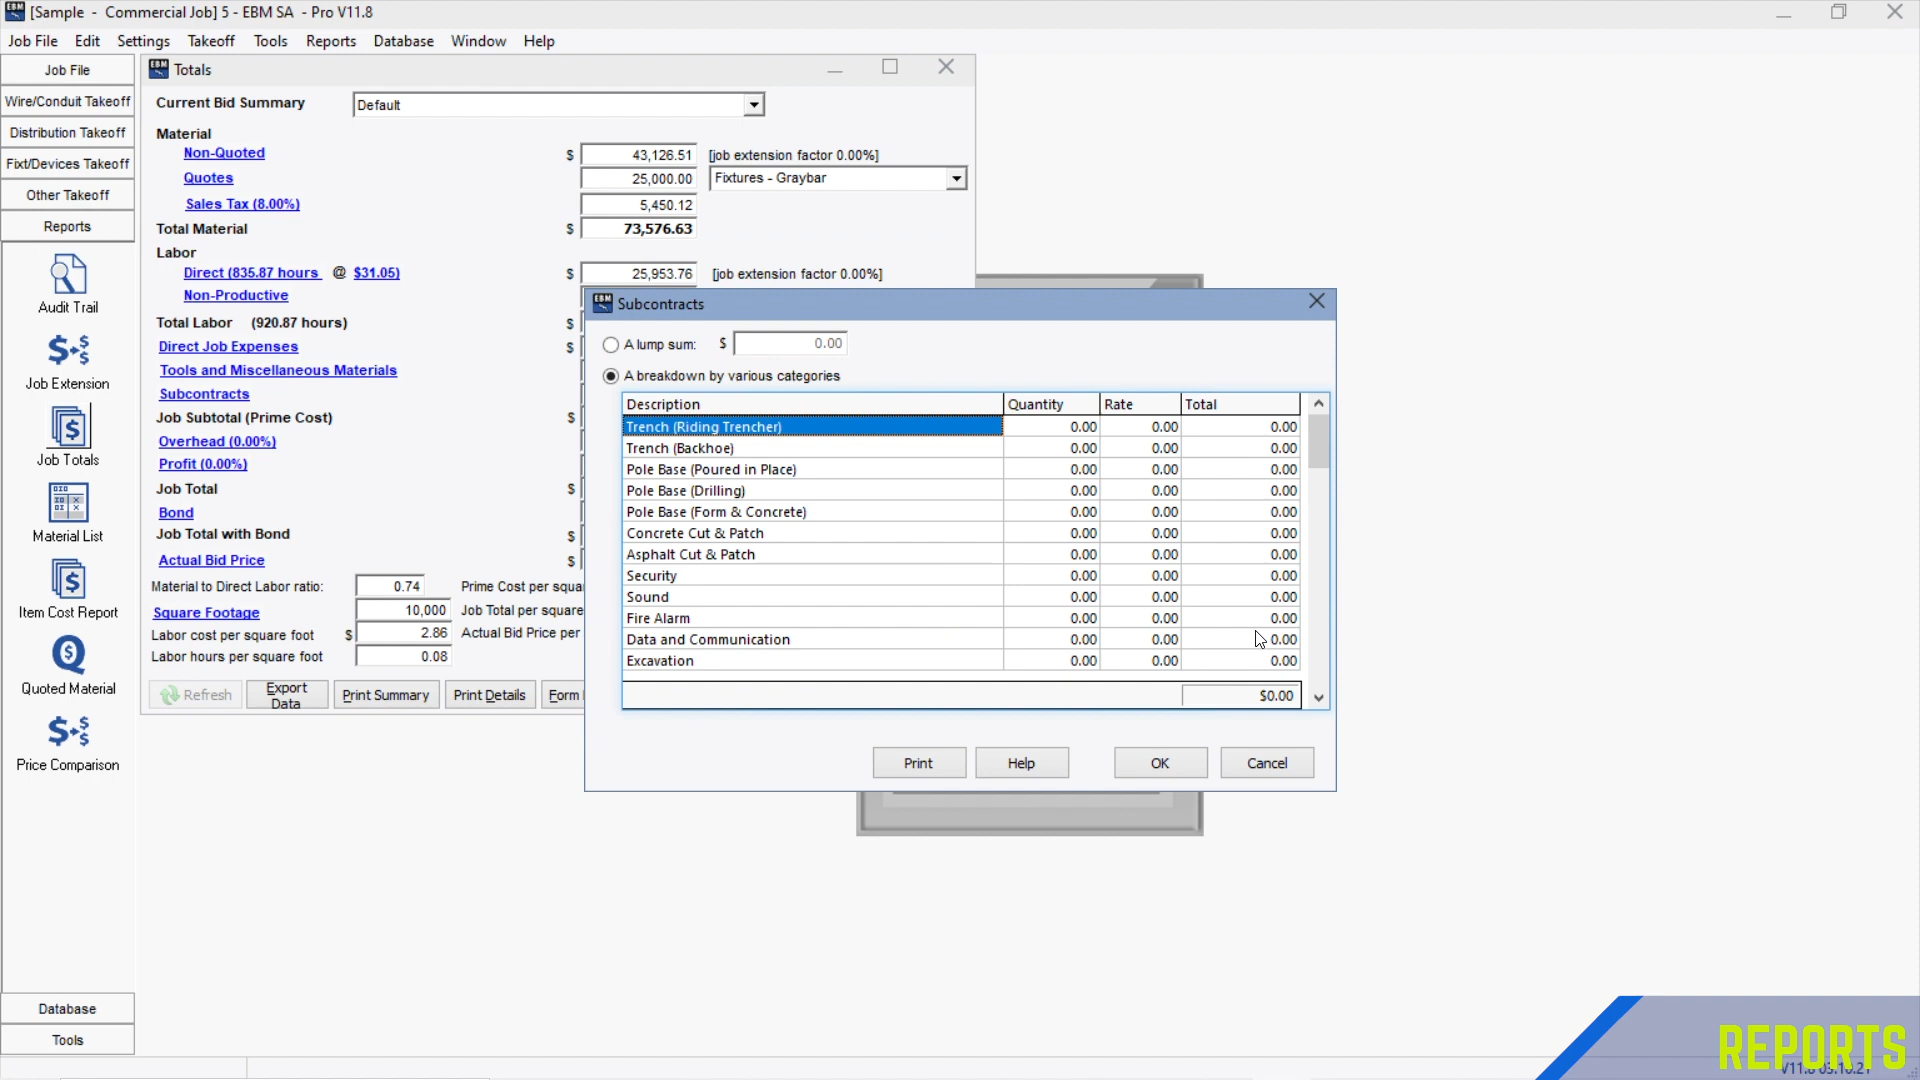 [Sample - Commercial Job] 5 - EBM SA - Pro V11.8
Job File Edit Settings Takeoff Tools Reports Database Window Help
Job File
Wire/Conduit Takeoff
Distribution Takeoff
Fixt/Devices Takeoff
Other Takeoff
Reports
Audit Trail
Job Extension
Job Totals
Material List
Item Cost Report
Quoted Material
Price Comparison
Database
Tools
EBM Totals
Current Bid Summary Default
Material
Non-Quoted $ 43,126.51 [job extension factor 0.00%]
Quotes 25,000.00 Fixtures - Graybar
Sales Tax (8.00%) 5,450.12
Total Material $ 73,576.63
Labor
Direct (835.87 hours @ $31.05) $ 25,953.76 [job extension factor 0.00%]
Non-Productive
Total Labor (920.87 hours) $
Direct Job Expenses $
Tools and Miscellaneous Materials
Subcontracts
Job Subtotal (Prime Cost) $
Overhead (0.00%)
Profit (0.00%)
Job Total $
Bond
Job Total with Bond $
Actual Bid Price $
Material to Direct Labor ratio: 0.74 Prime Cost per squa
Square Footage 10,000 Job Total per square
Labor cost per square foot $ 2.86 Actual Bid Price per
Labor hours per square foot 0.08
Refresh Export Data Print Summary Print Details Form
EBM Subcontracts
A lump sum: $ 0.00
A breakdown by various categories
Description Quantity Rate Total
Trench (Riding Trencher) 0.00 0.00 0.00
Trench (Backhoe) 0.00 0.00 0.00
Pole Base (Poured in Place) 0.00 0.00 0.00
Pole Base (Drilling) 0.00 0.00 0.00
Pole Base (Form & Concrete) 0.00 0.00 0.00
Concrete Cut & Patch 0.00 0.00 0.00
Asphalt Cut & Patch 0.00 0.00 0.00
Security 0.00 0.00 0.00
Sound 0.00 0.00 0.00
Fire Alarm 0.00 0.00 0.00
Data and Communication 0.00 0.00 0.00
Excavation 0.00 0.00 0.00
$0.00
Print Help OK Cancel
REPORTS